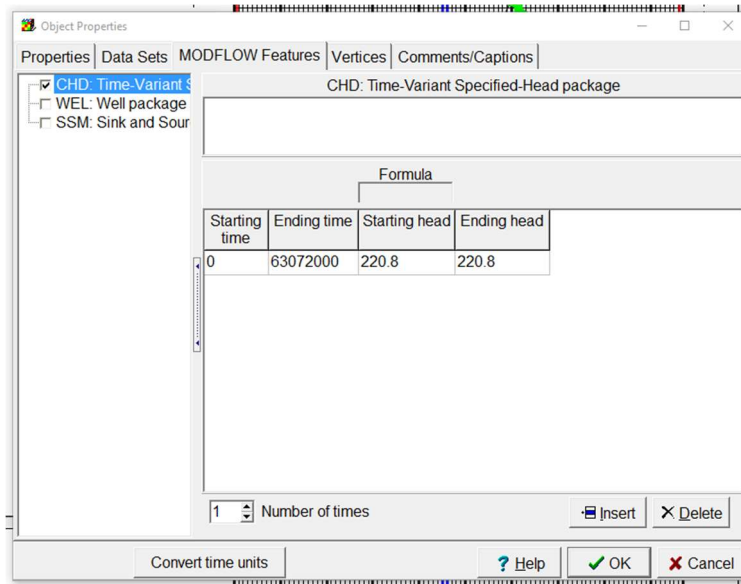 Object Properties
Properties Data Sets MODFLOW Features Vertices Comments/Captions
CHD: Time-Variant S
WEL: Well package
SSM: Sink and Sour
CHD: Time-Variant Specified-Head package
Formula
Starting time Ending time Starting head Ending head
0 63072000 220.8 220.8
1 Number of times Insert Delete
Convert time units Help OK Cancel